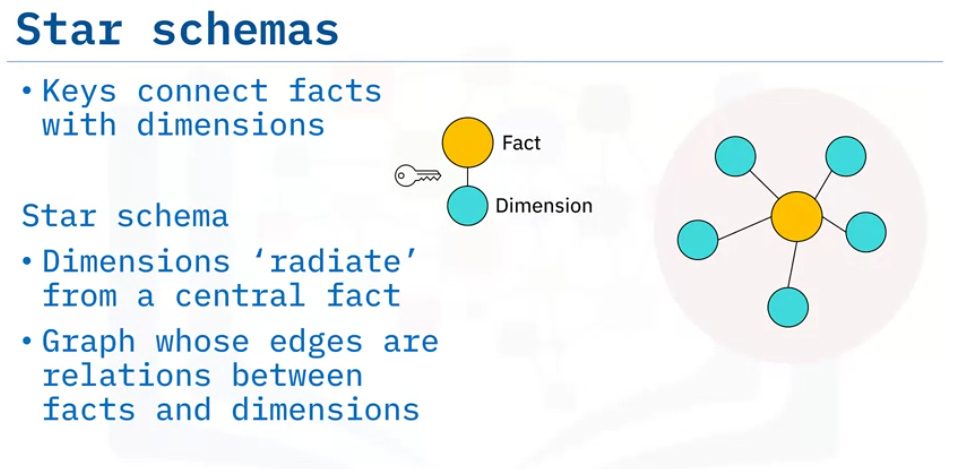 Star schemas
• Keys connect facts
with dimensions
Fact
Dimension
Star schema
• Dimensions ‘radiate’
from a central fact
• Graph whose edges are
relations between
facts and dimensions